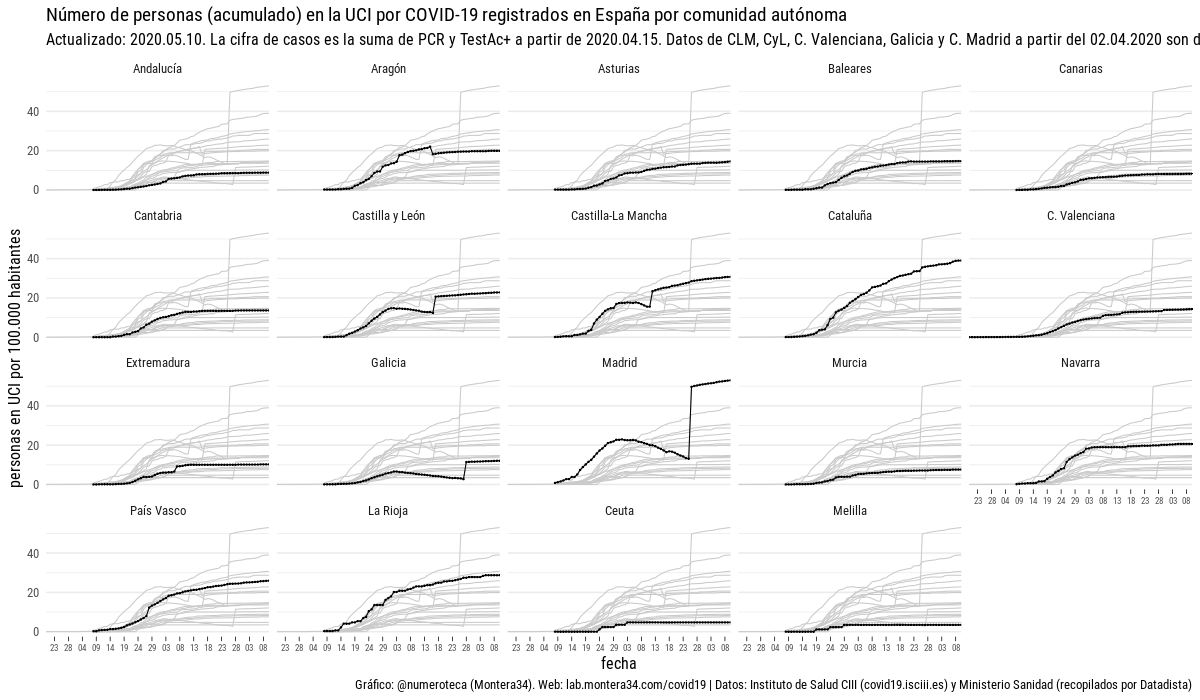 Número de personas (acumulado) en la UCI por COVID-19 registrados en España por comunidad autónoma
Actualizado: 2020.05.10. La cifra de casos es la suma de PCR y TestAc+ a partir de 2020.04.15. Datos de CLM, CyL, C. Valenciana, Galicia y C. Madrid a partir del 02.04.2020 son d
personas en UCI por 100.000 habitantes
Andalucía Aragón Asturias Baleares Canarias
40
20
0
Cantabria Castilla y León Castilla-La Mancha Cataluña C. Valenciana
40
20
0
Extremadura Galicia Madrid Murcia Navarra
40
20
0
23 28 04 09 14 19 24 29 03 08 13 18 23 28 03 08
País Vasco La Rioja Ceuta Melilla
40
20
0
23 28 04 09 14 19 24 29 03 08 13 18 23 28 03 08 23 28 04 09 14 19 24 29 03 08 13 18 23 28 03 08 23 28 04 09 14 19 24 29 03 08 13 18 23 28 03 08 23 28 04 09 14 19 24 29 03 08 13 18 23 28 03 08
fecha
Gráfico: @numeroteca (Montera34). Web: lab.montera34.com/covid19 | Datos: Instituto de Salud CIII (covid19.isciii.es) y Ministerio Sanidad (recopilados por Datadista)